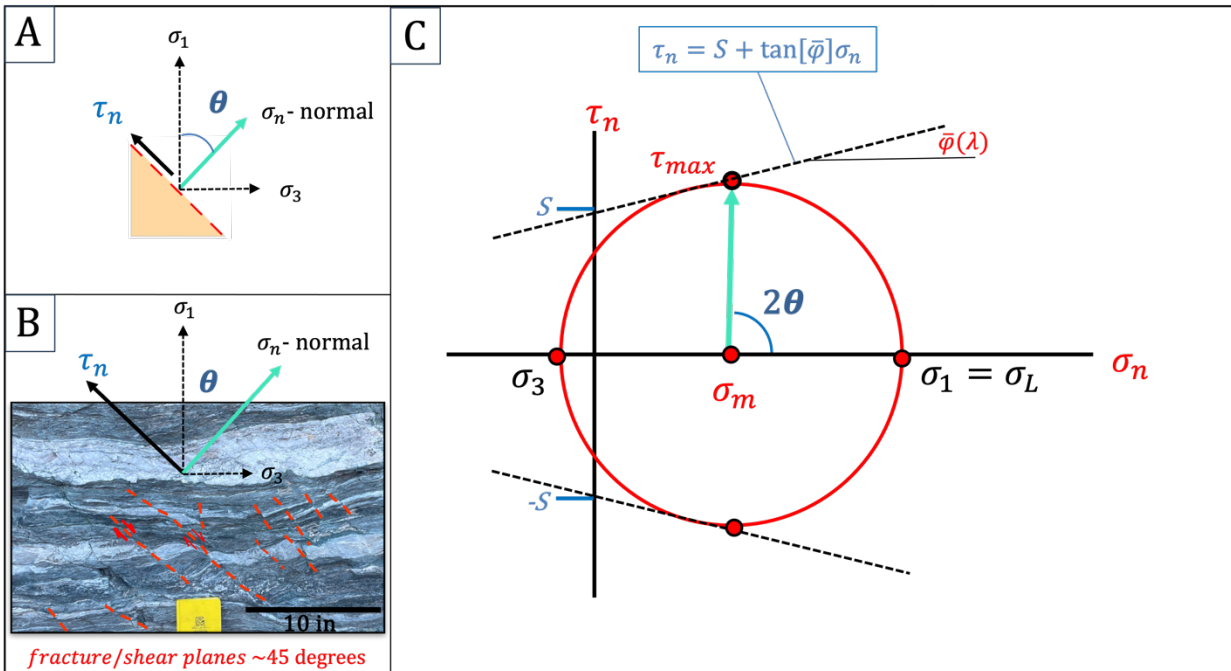 A
σ₁
θ
τₙ
σₙ- normal
σ₃
B
σ₁
σₙ- normal
τₙ
θ
σ₃
10 in
fracture/shear planes ~45 degrees
C
τₙ = S + tan[φ̄]σₙ
τₙ
φ̄(λ)
τₘₐₓ
S
2θ
σ₃
σₘ
σ₁ = σ_L
σₙ
-S